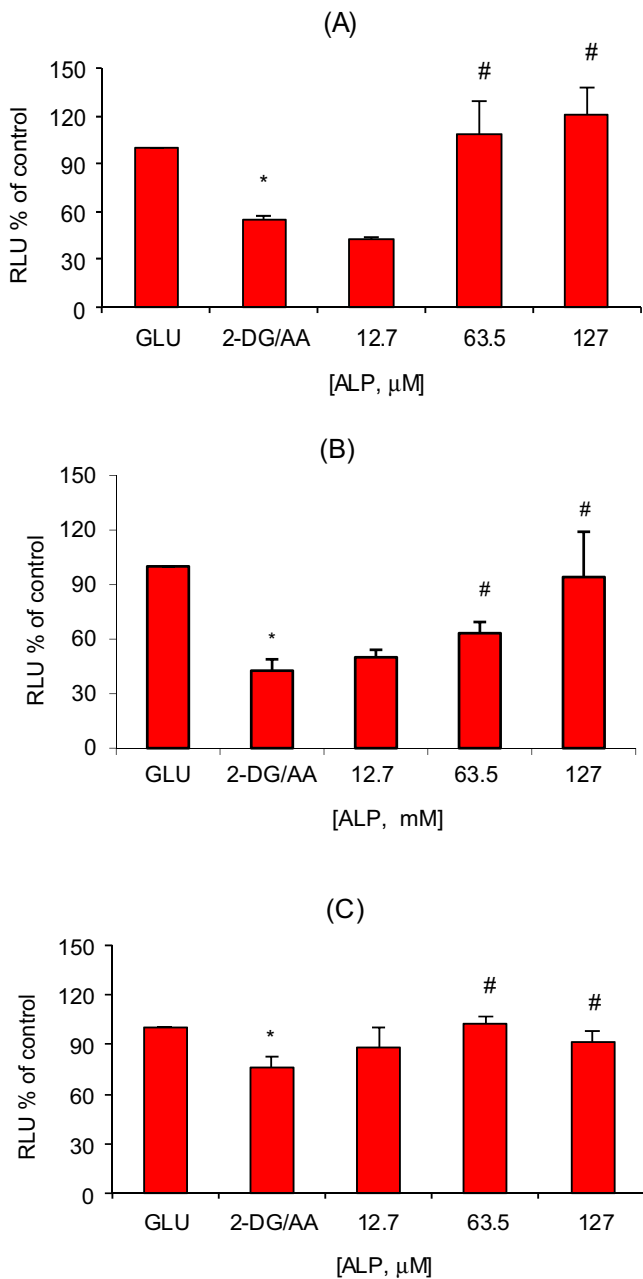 (A)
150
120
90
60
30
0
RLU % of control
*
#
#
GLU 2-DG/AA 12.7 63.5 127
[ALP, μM]
(B)
150
120
90
60
30
0
RLU % of control
*
#
#
GLU 2-DG/AA 12.7 63.5 127
[ALP, mM]
(C)
150
120
90
60
30
0
RLU % of control
*
#
#
GLU 2-DG/AA 12.7 63.5 127
[ALP, μM]